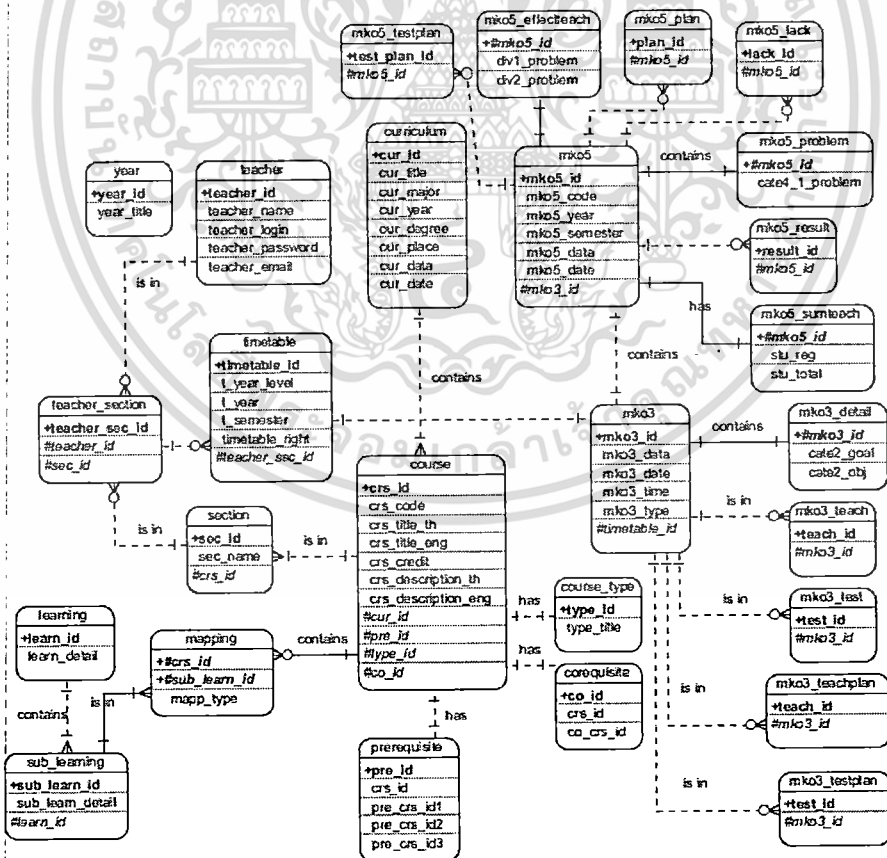 mko5_testplan
+test_plan_id
#mko5_id
mko5_effectteach
+#mko5_id
div1_problem
div2_problem
mko5_plan
+plan_id
#mko5_id
mko5_lack
+lack_id
#mko5_id
curriculum
+cur_id
cur_title
cur_major
cur_year
cur_degree
cur_place
cur_data
cur_date
mko5
+mko5_id
mko5_code
mko5_year
mko5_semester
mko5_data
mko5_date
#mko3_id
contains
mko5_problem
+#mko5_id
cate4_1_problem
year
+year_id
year_title
teacher
+teacher_id
teacher_name
teacher_login
teacher_password
teacher_email
mko5_result
+result_id
#mko5_id
is in
has
mko5_sumteach
+#mko5_id
stu_reg
stu_total
timetable
+timetable_id
t_year_level
t_year
t_semester
timetable_right
#teacher_sec_id
contains
contains
teacher_section
+teacher_sec_id
#teacher_id
#sec_id
mko3
+mko3_id
mko3_data
mko3_date
mko3_time
mko3_type
#timetable_id
contains
mko3_detail
+#mko3_id
cate2_goal
cate2_obj
course
+crs_id
crs_code
crs_title_th
crs_title_eng
crs_credit
crs_description_th
crs_description_eng
#cur_id
#pre_id
#type_id
#co_id
is in
mko3_teach
+teach_id
#mko3_id
is in
section
+sec_id
sec_name
#crs_id
is in
has
course_type
+type_id
type_title
is in
mko3_test
+test_id
#mko3_id
learning
+learn_id
learn_detail
mapping
+#crs_id
+#sub_learn_id
mapp_type
contains
has
corequisite
+co_id
crs_id
co_crs_id
is in
mko3_teachplan
+teach_id
#mko3_id
contains
is in
has
sub_learning
+sub_learn_id
sub_learn_detail
#learn_id
prerequisite
+pre_id
crs_id
pre_crs_id1
pre_crs_id2
pre_crs_id3
is in
mko3_testplan
+test_id
#mko3_id